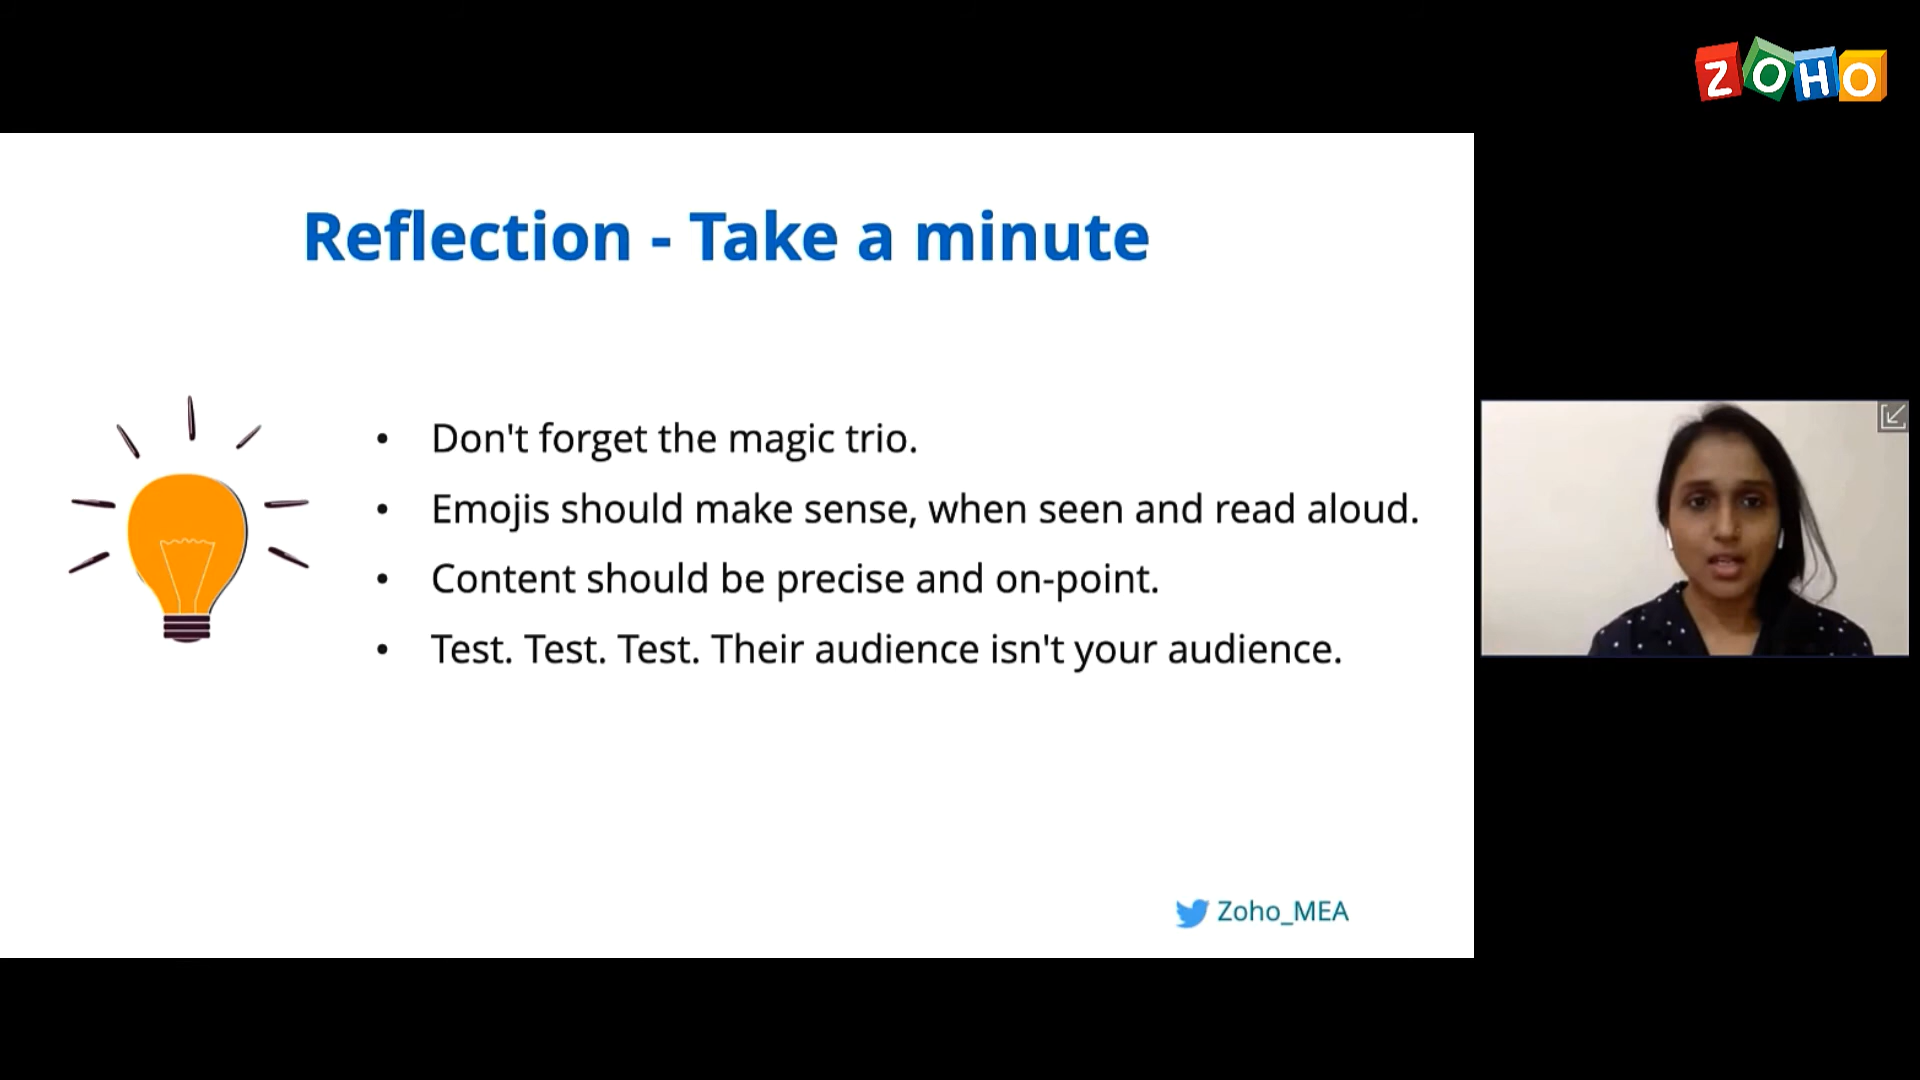 ZOHO
Reflection - Take a minute
• Don't forget the magic trio.
• Emojis should make sense, when seen and read aloud.
• Content should be precise and on-point.
• Test. Test. Test. Their audience isn't your audience.
Zoho_MEA